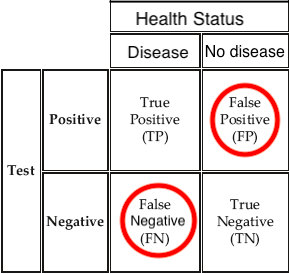 Health Status
Disease No disease
Test
Positive
True
Positive
(TP)
False
Positive
(FP)
Negative
False
Negative
(FN)
True
Negative
(TN)